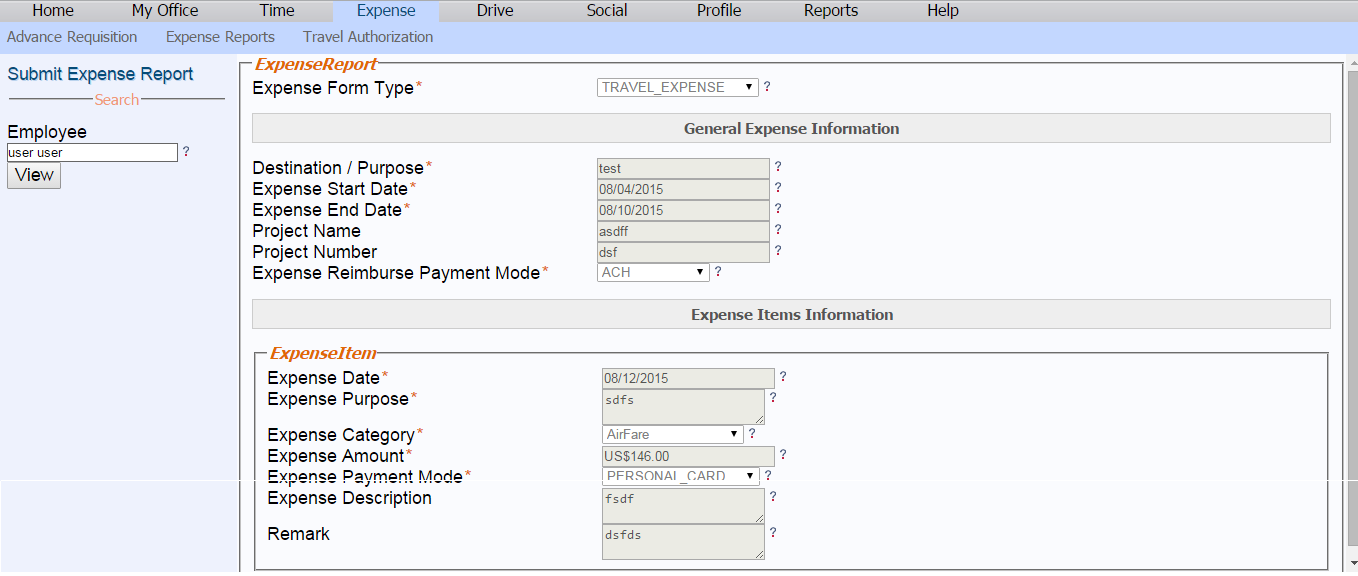 Home My Office Time Expense Drive Social Profile Reports Help
Advance Requisition Expense Reports Travel Authorization
Submit Expense Report
Search
Employee
user user ?
View
ExpenseReport
Expense Form Type* TRAVEL_EXPENSE ?
General Expense Information
Destination / Purpose* test ?
Expense Start Date* 08/04/2015 ?
Expense End Date* 08/10/2015 ?
Project Name asdff ?
Project Number dsf ?
Expense Reimburse Payment Mode* ACH ?
Expense Items Information
ExpenseItem
Expense Date* 08/12/2015 ?
Expense Purpose* sdfs ?
Expense Category* AirFare ?
Expense Amount* US$146.00 ?
Expense Payment Mode* PERSONAL_CARD ?
Expense Description fsdf ?
Remark dsfds ?